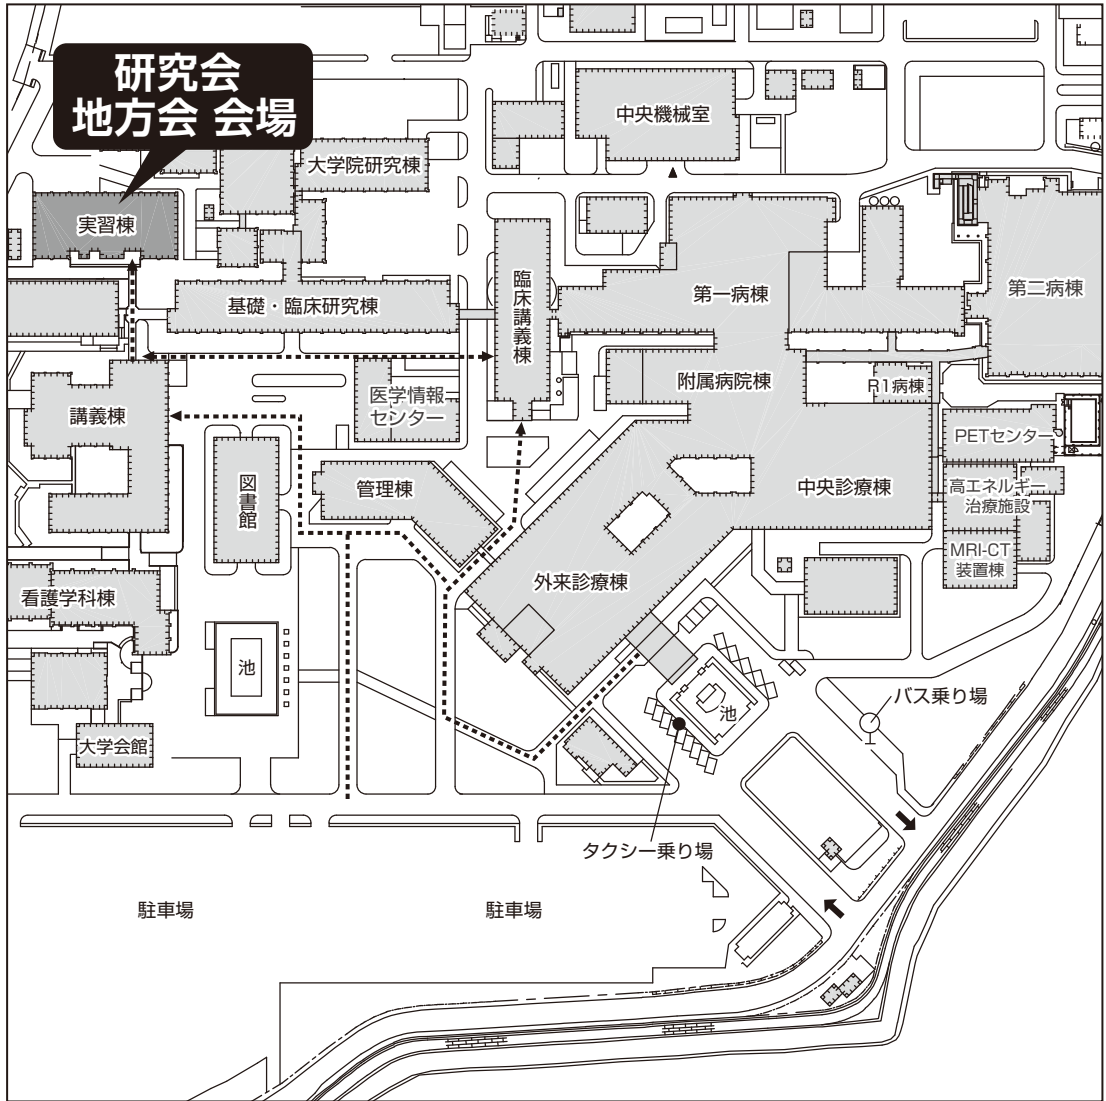 研究会
地方会 会場
中央機械室
大学院研究棟
実習棟
臨床講義棟
第一病棟
第二病棟
基礎・臨床研究棟
附属病院棟
R1病棟
医学情報
センター
講義棟
PETセンター
図書館
管理棟
中央診療棟
高エネルギー
治療施設
MRI-CT
装置棟
外来診療棟
看護学科棟
池
池
バス乗り場
大学会館
タクシー乗り場
駐車場
駐車場